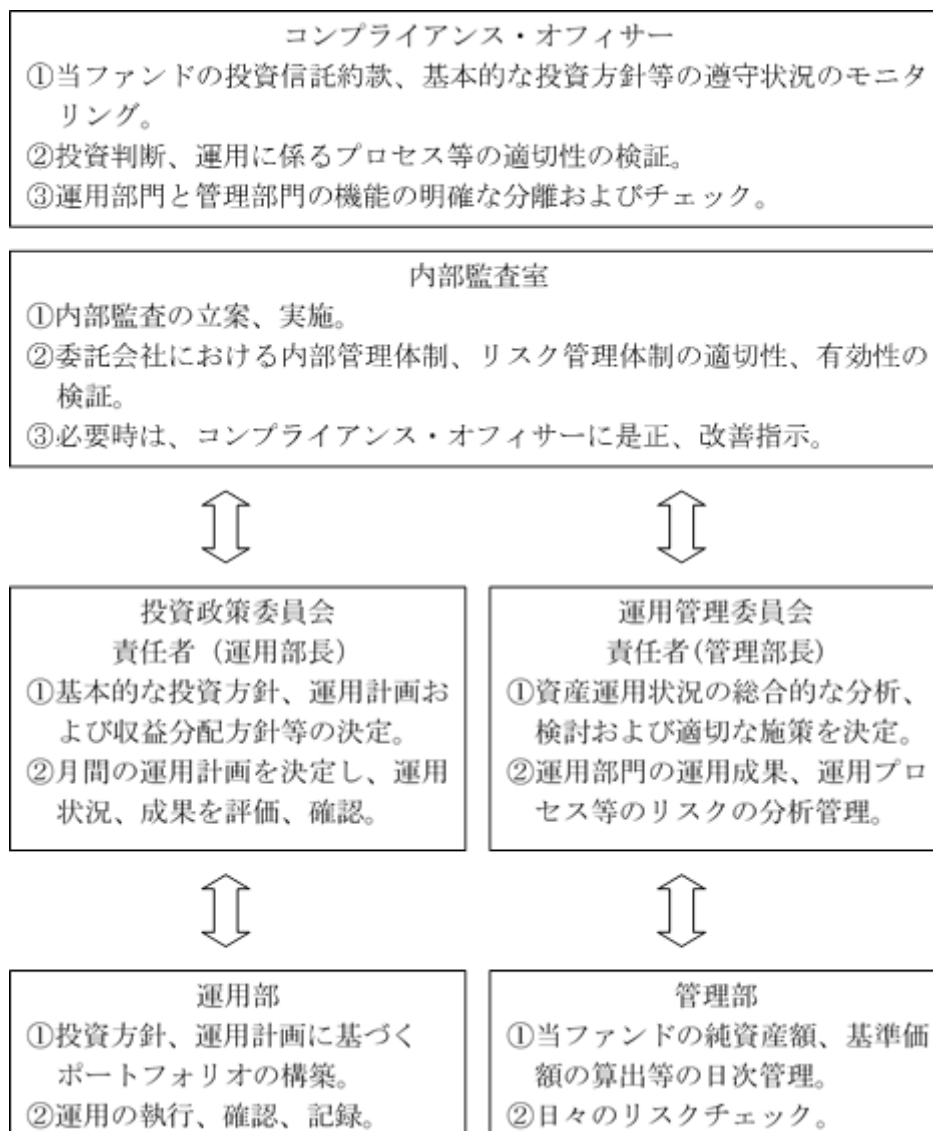 コンプライアンス・オフィサー
①当ファンドの投資信託約款、基本的な投資方針等の遵守状況のモニタ
リング。
②投資判断、運用に係るプロセス等の適切性の検証。
③運用部門と管理部門の機能の明確な分離およびチェック。
内部監査室
①内部監査の立案、実施。
②委託会社における内部管理体制、リスク管理体制の適切性、有効性の
検証。
③必要時は、コンプライアンス・オフィサーに是正、改善指示。
投資政策委員会
責任者（運用部長）
①基本的な投資方針、運用計画お
よび収益分配方針等の決定。
②月間の運用計画を決定し、運用
状況、成果を評価、確認。
運用管理委員会
責任者(管理部長)
①資産運用状況の総合的な分析、
検討および適切な施策を決定。
②運用部門の運用成果、運用プロ
セス等のリスクの分析管理。
運用部
①投資方針、運用計画に基づく
ポートフォリオの構築。
②運用の執行、確認、記録。
管理部
①当ファンドの純資産額、基準価
額の算出等の日次管理。
②日々のリスクチェック。